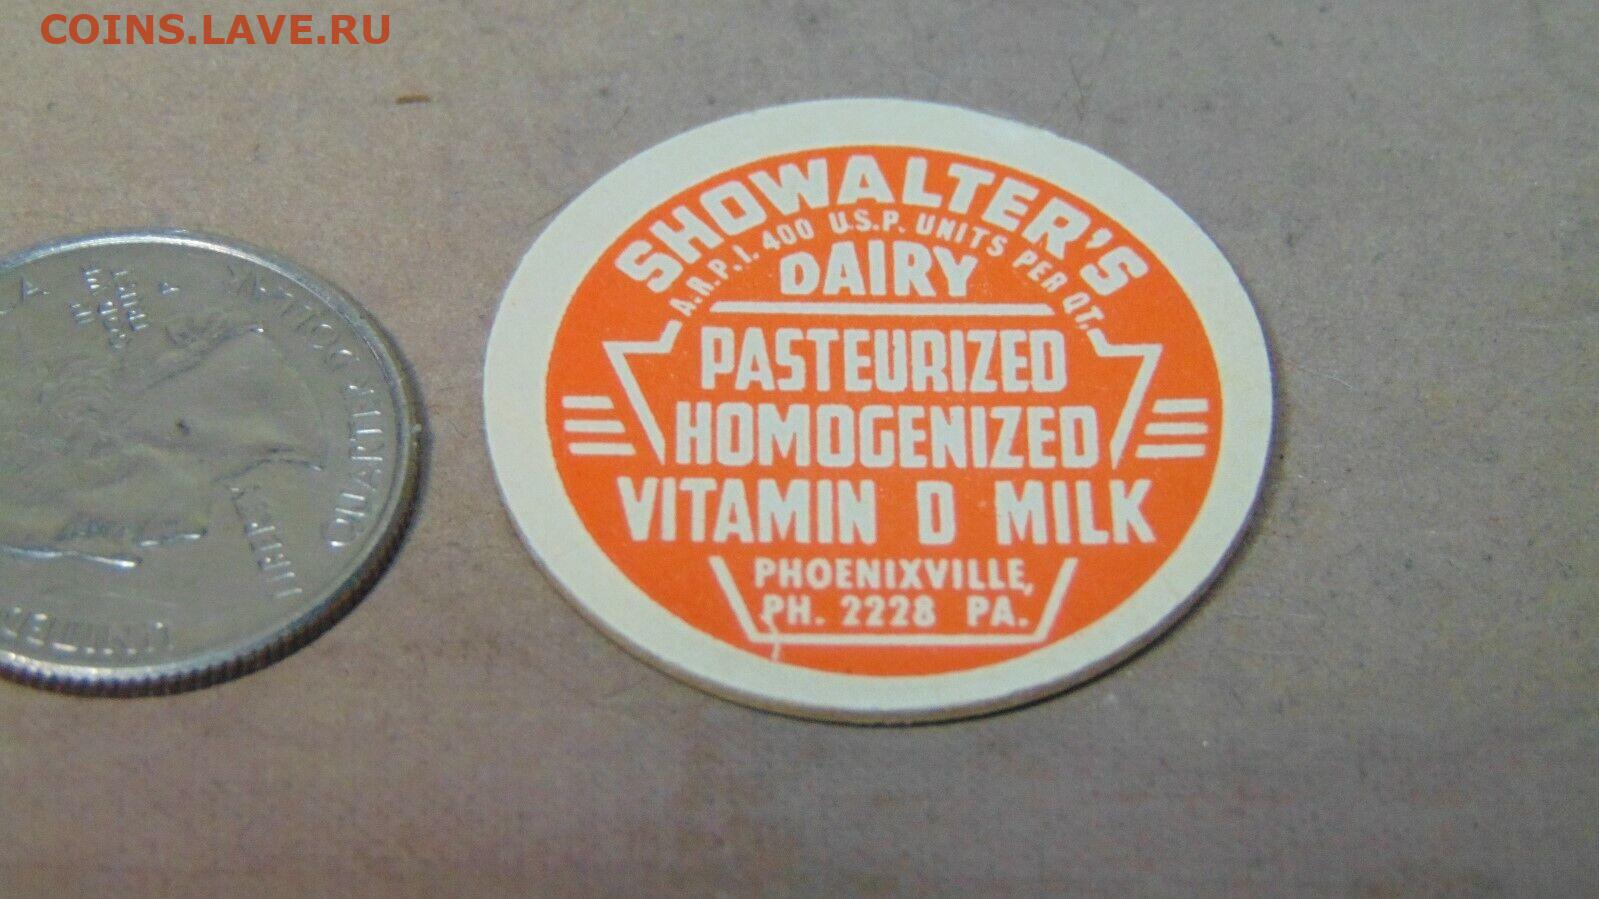 COINS.LAVE.RU
SHOWALTER'S
A.R.P.I. 400 U.S.P. UNITS PER QT.
DAIRY
PASTEURIZED
HOMOGENIZED
VITAMIN D MILK
PHOENIXVILLE,
PH. 2228 PA.
QUARTER DOLLAR
LIBERTY
UNITED